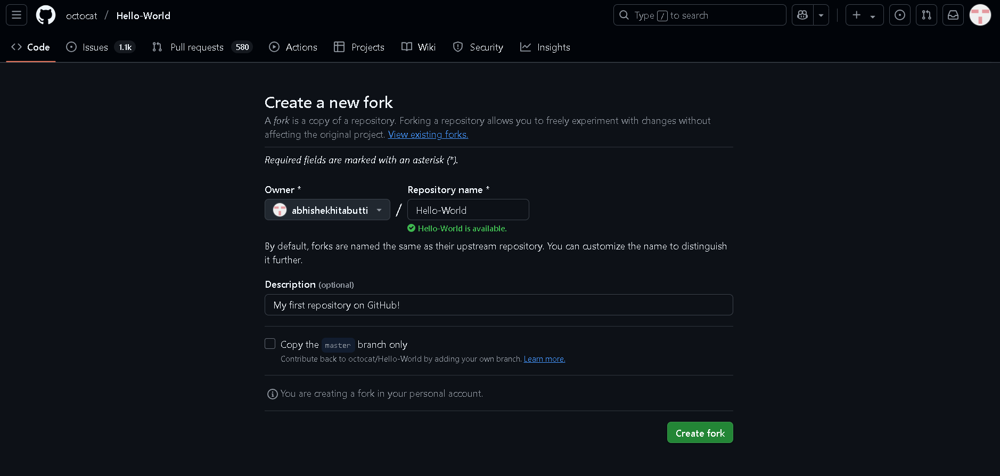 octocat / Hello-World
Type / to search
Code
Issues 1.1k
Pull requests 580
Actions
Projects
Wiki
Security
Insights
Create a new fork
A fork is a copy of a repository. Forking a repository allows you to freely experiment with changes without
affecting the original project. View existing forks.
Required fields are marked with an asterisk (*).
Owner *
abhishekhitabutti
/
Repository name *
Hello-World
Hello-World is available.
By default, forks are named the same as their upstream repository. You can customize the name to distinguish
it further.
Description (optional)
My first repository on GitHub!
Copy the master branch only
Contribute back to octocat/Hello-World by adding your own branch. Learn more.
You are creating a fork in your personal account.
Create fork